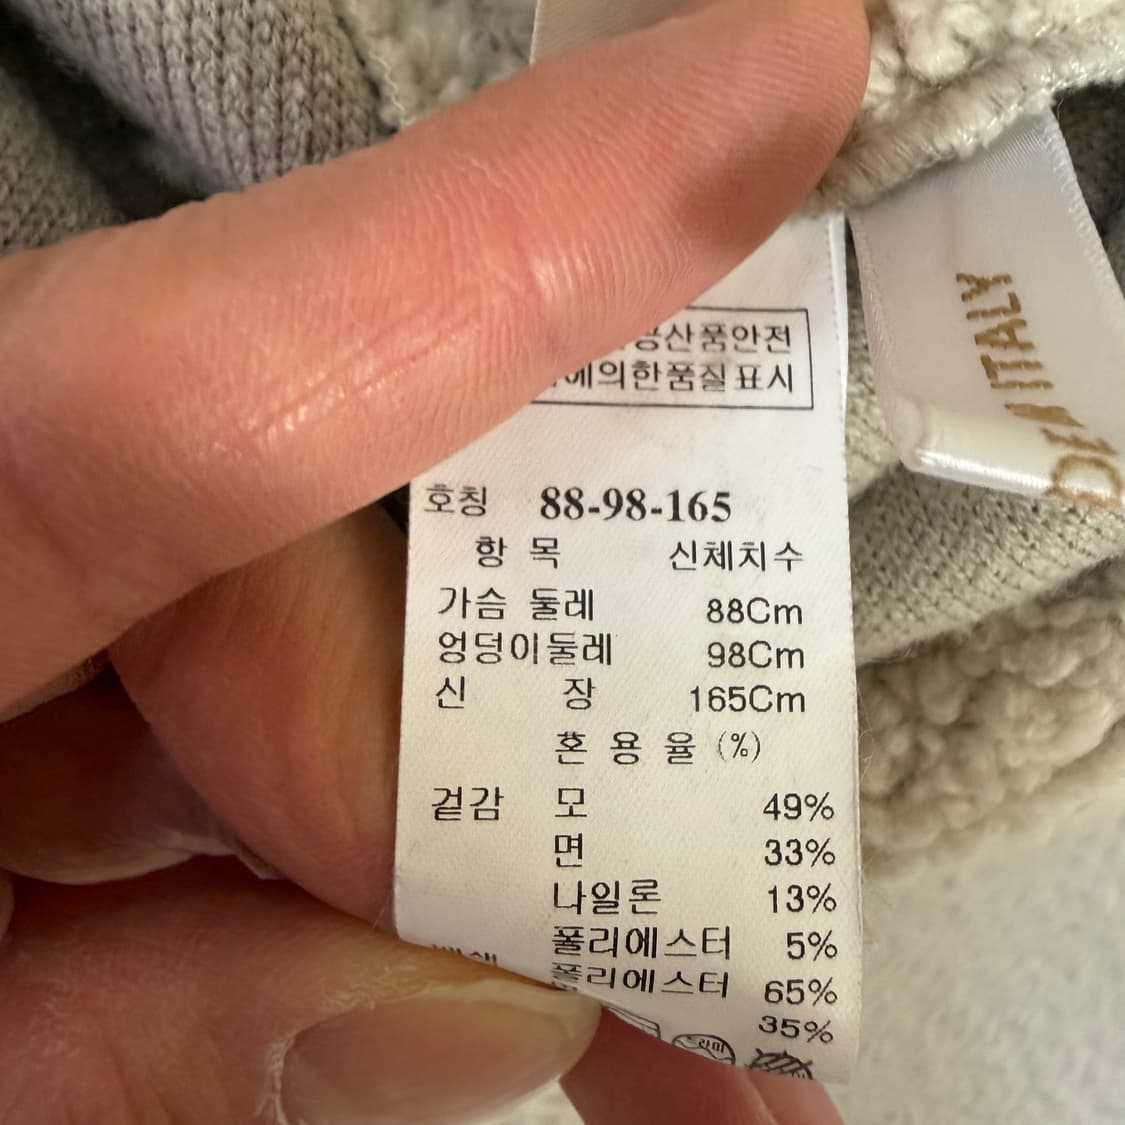 공산품안전
에의한품질표시
호칭 88-98-165
항 목 신체치수
가슴 둘레 88Cm
엉덩이둘레 98Cm
신 장 165Cm
혼 용 율 (%)
겉감 모 49%
면 33%
나일론 13%
폴리에스터 5%
폴리에스터 65%
35%
드라이
ITALY